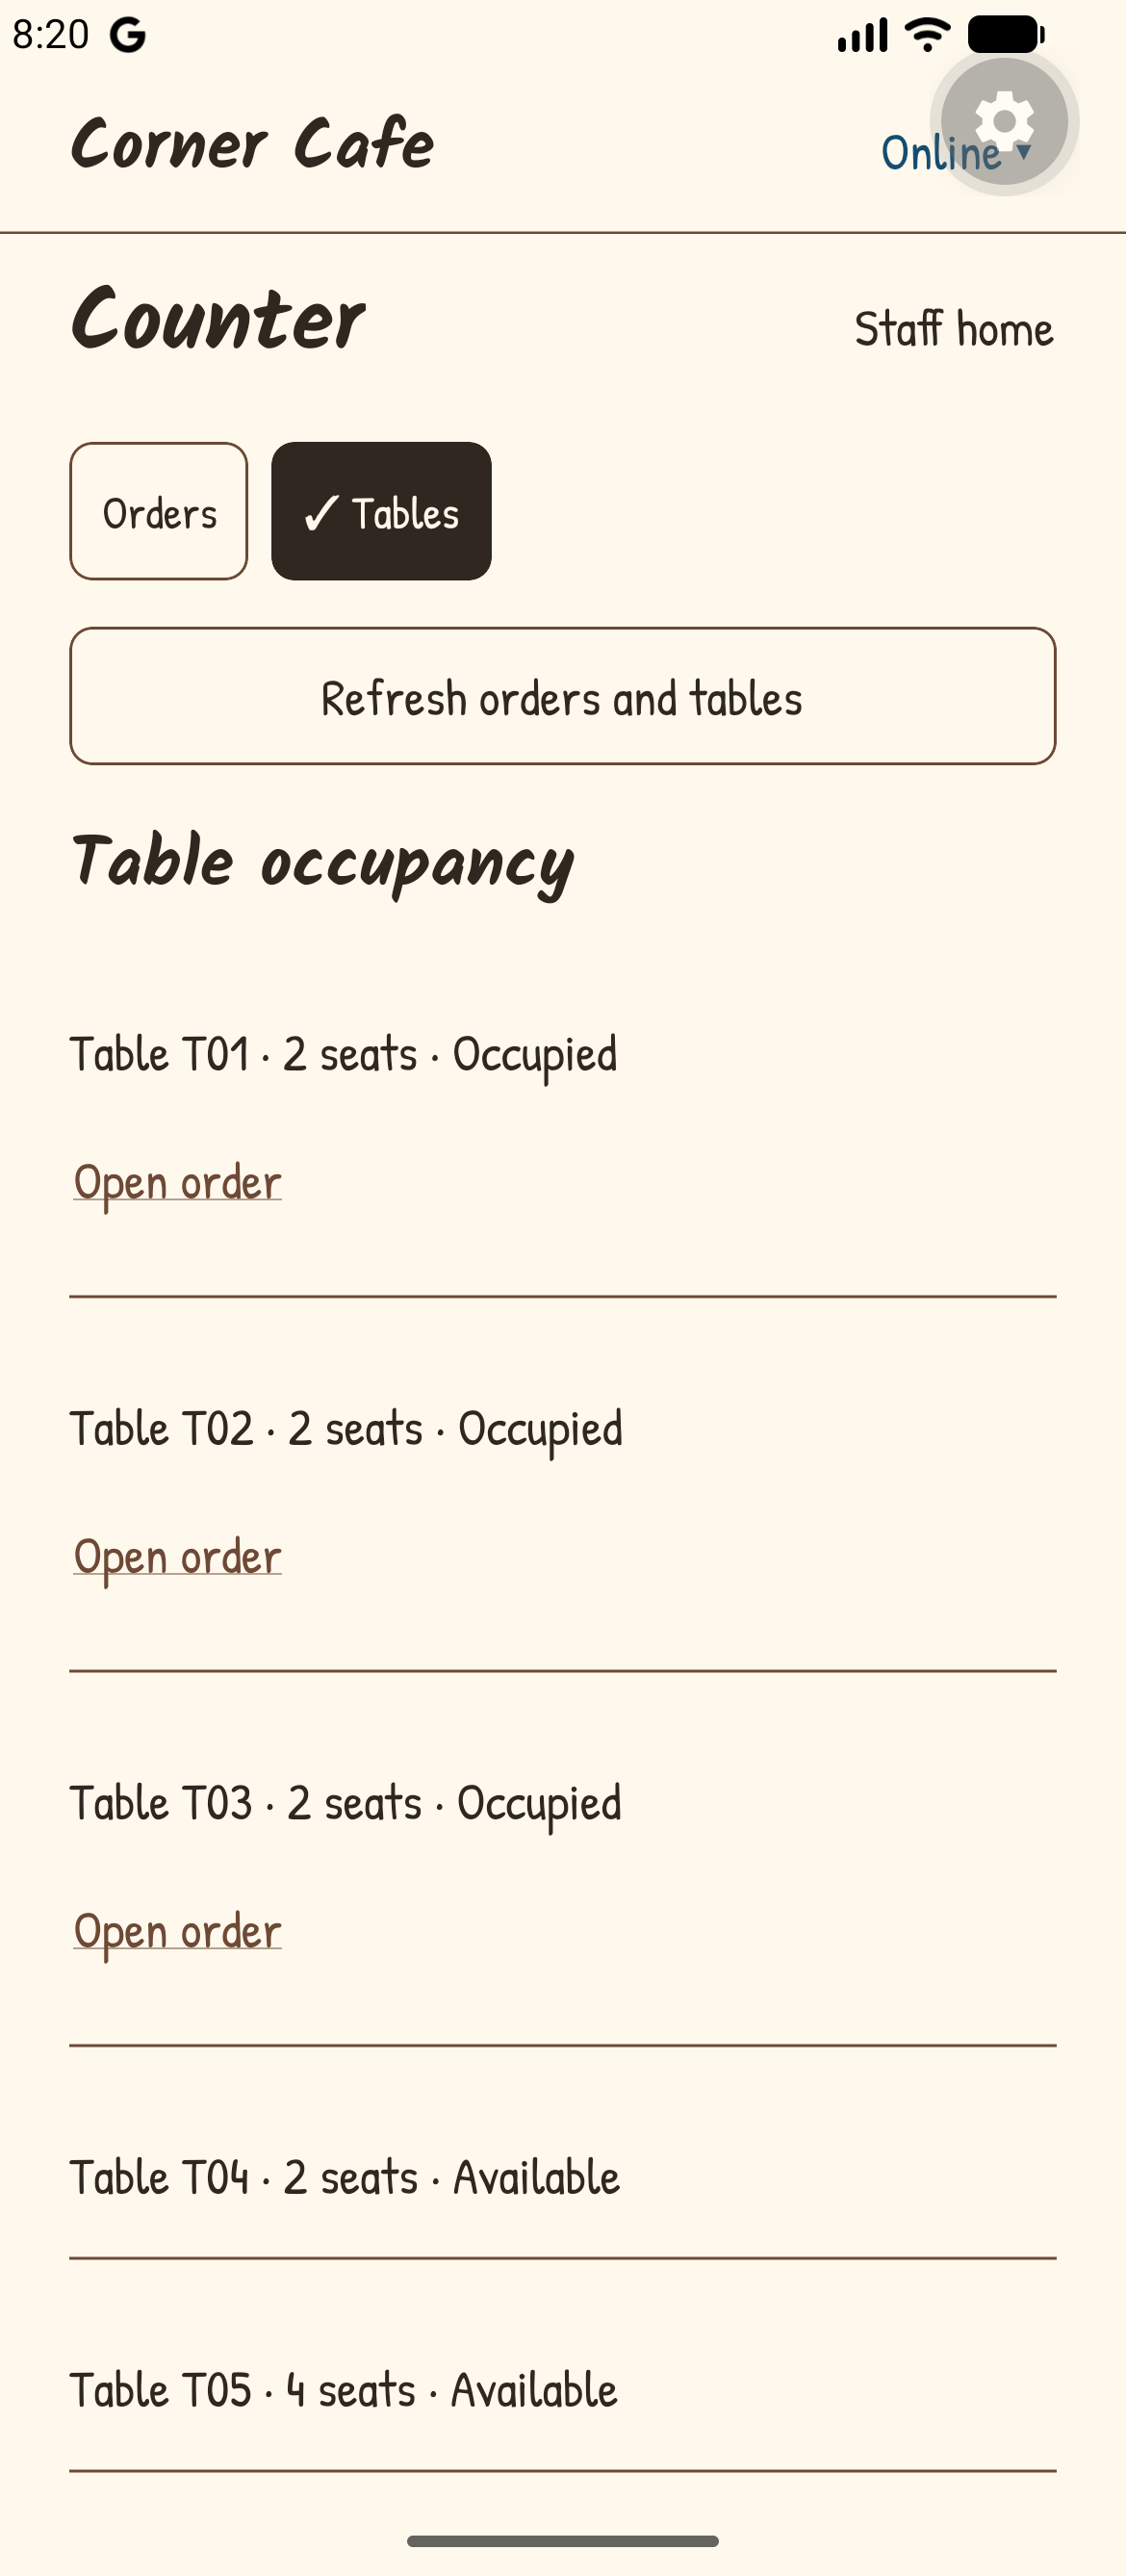 8:20
Corner Cafe
Online ▾
Counter
Staff home
Orders
✓ Tables
Refresh orders and tables
Table occupancy
Table T01 · 2 seats · Occupied
Open order
Table T02 · 2 seats · Occupied
Open order
Table T03 · 2 seats · Occupied
Open order
Table T04 · 2 seats · Available
Table T05 · 4 seats · Available